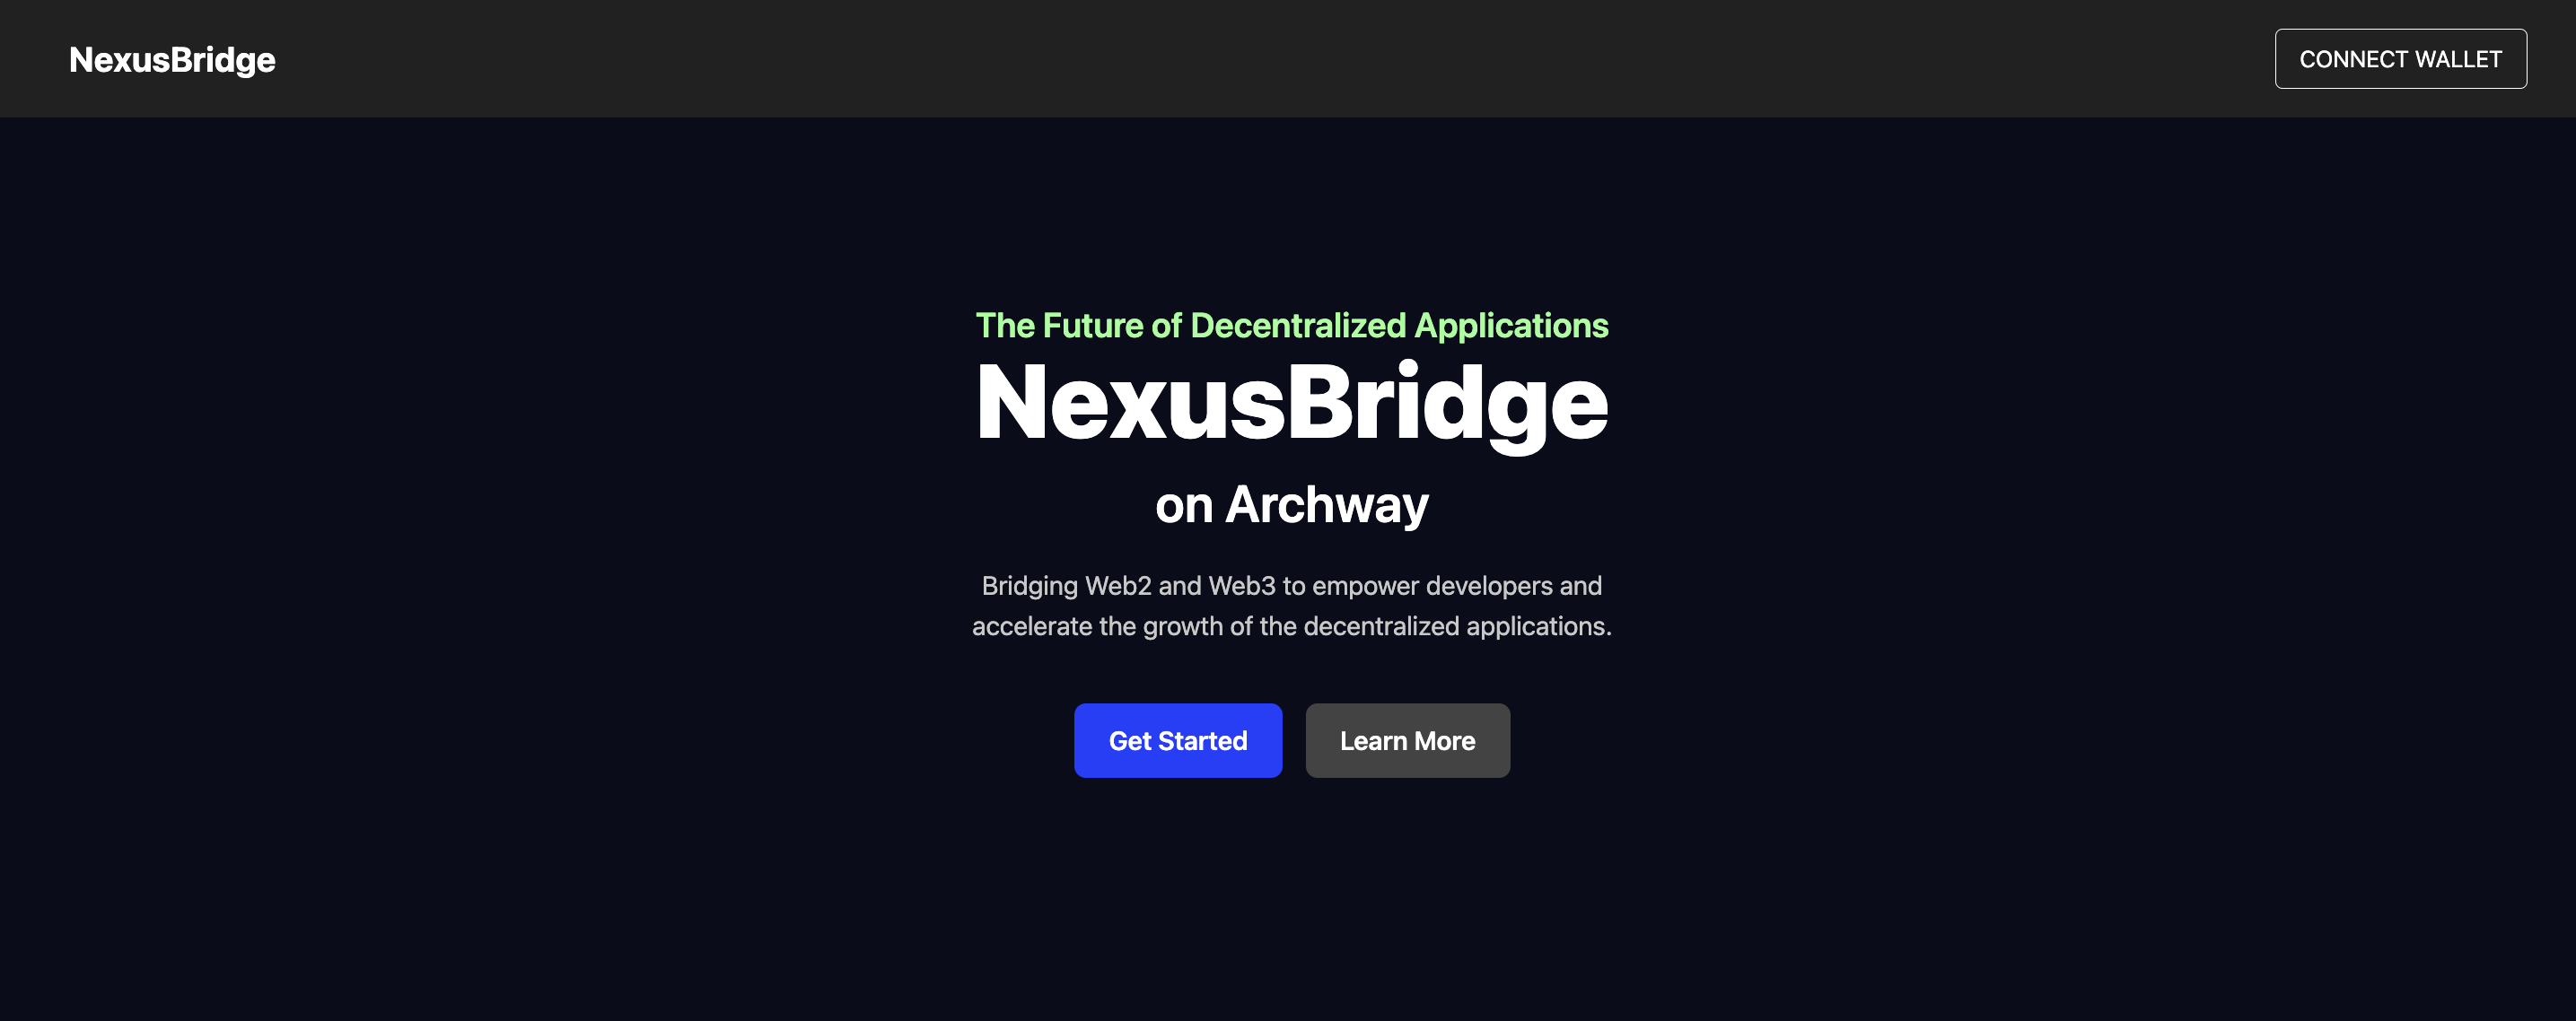 NexusBridge
CONNECT WALLET
The Future of Decentralized Applications
NexusBridge
on Archway
Bridging Web2 and Web3 to empower developers and
accelerate the growth of the decentralized applications.
Get Started
Learn More